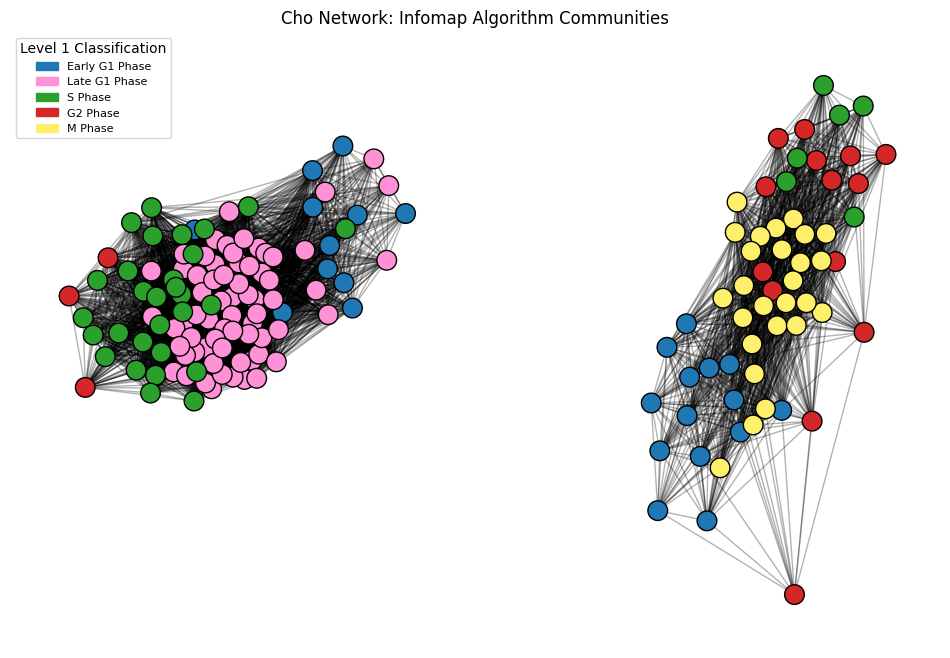 Cho Network: Infomap Algorithm Communities
Level 1 Classification
Early G1 Phase
Late G1 Phase
S Phase
G2 Phase
M Phase